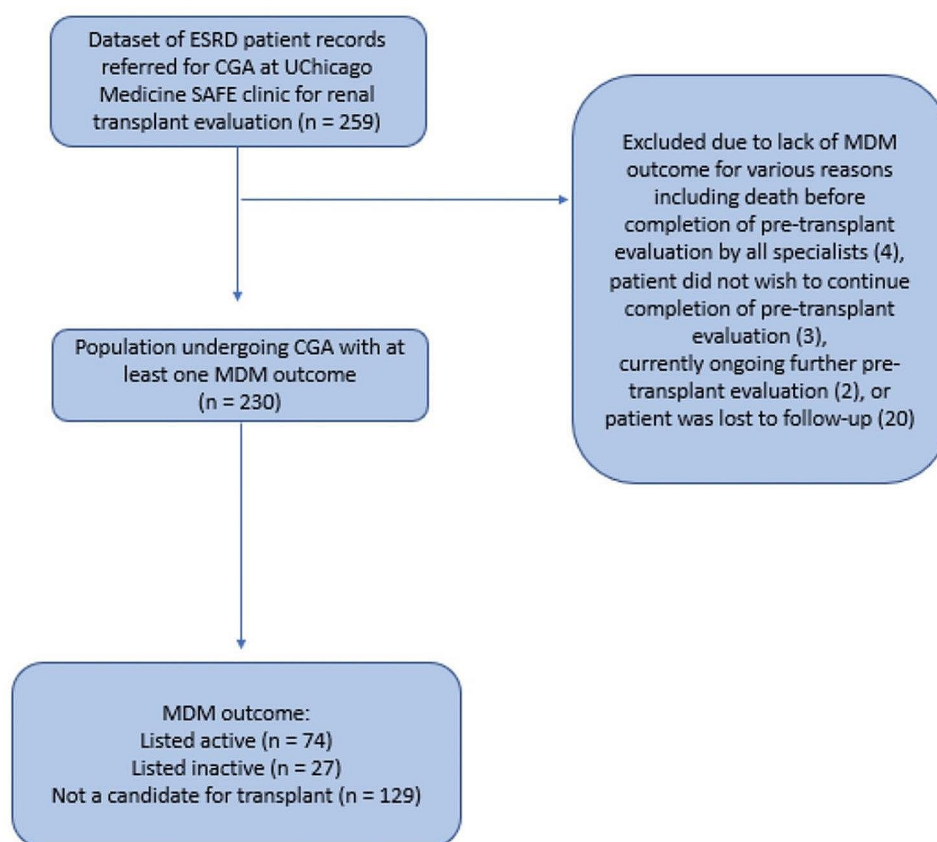 Dataset of ESRD patient records
referred for CGA at UChicago
Medicine SAFE clinic for renal
transplant evaluation (n = 259)
Excluded due to lack of MDM
outcome for various reasons
including death before
completion of pre-transplant
evaluation by all specialists (4),
patient did not wish to continue
completion of pre-transplant
evaluation (3),
currently ongoing further pre-
transplant evaluation (2), or
patient was lost to follow-up (20)
Population undergoing CGA with at
least one MDM outcome
(n = 230)
MDM outcome:
Listed active (n = 74)
Listed inactive (n = 27)
Not a candidate for transplant (n = 129)